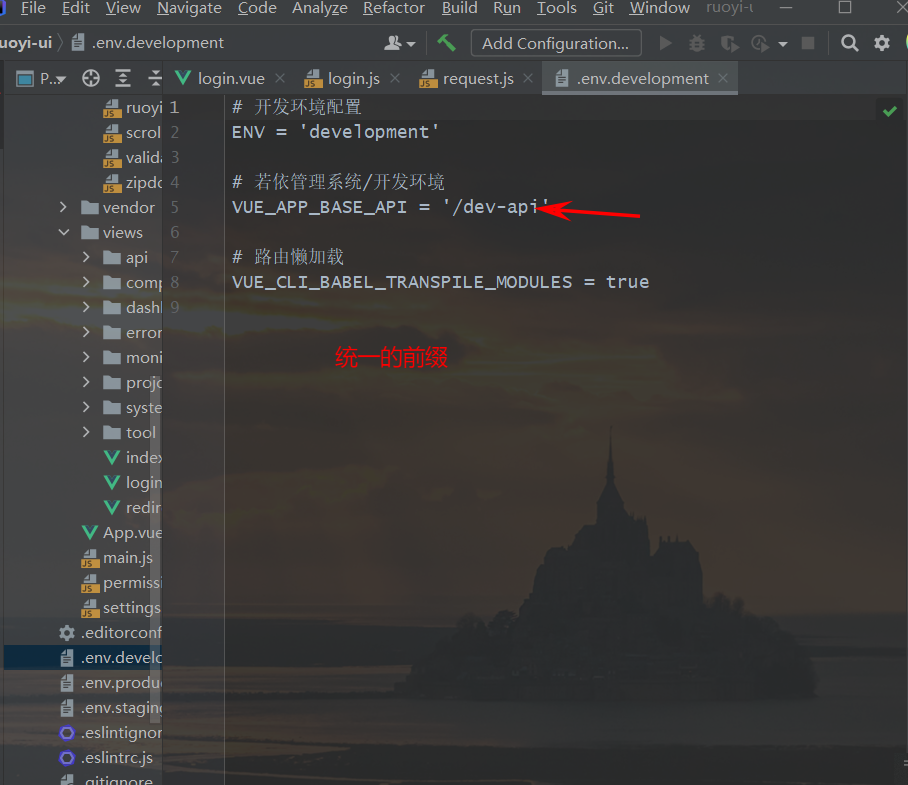 File Edit View Navigate Code Analyze Refactor Build Run Tools Git Window ruoyi-
uoyi-ui .env.development Add Configuration...
P.. login.vue login.js request.js .env.development
ruoyi
scrol
valida
zipdo
vendor
views
api
comp
dashl
error
moni
proje
syste
tool
index
login
redir
App.vue
main.js
permissi
settings
.editorconf
.env.develo
.env.produ
.env.staging
.eslintignor
.eslintrc.js
.gitignore
1 # 开发环境配置
2 ENV = 'development'
3
4 # 若依管理系统/开发环境
5 VUE_APP_BASE_API = '/dev-api'
6
7 # 路由懒加载
8 VUE_CLI_BABEL_TRANSPILE_MODULES = true
9
统一的前缀